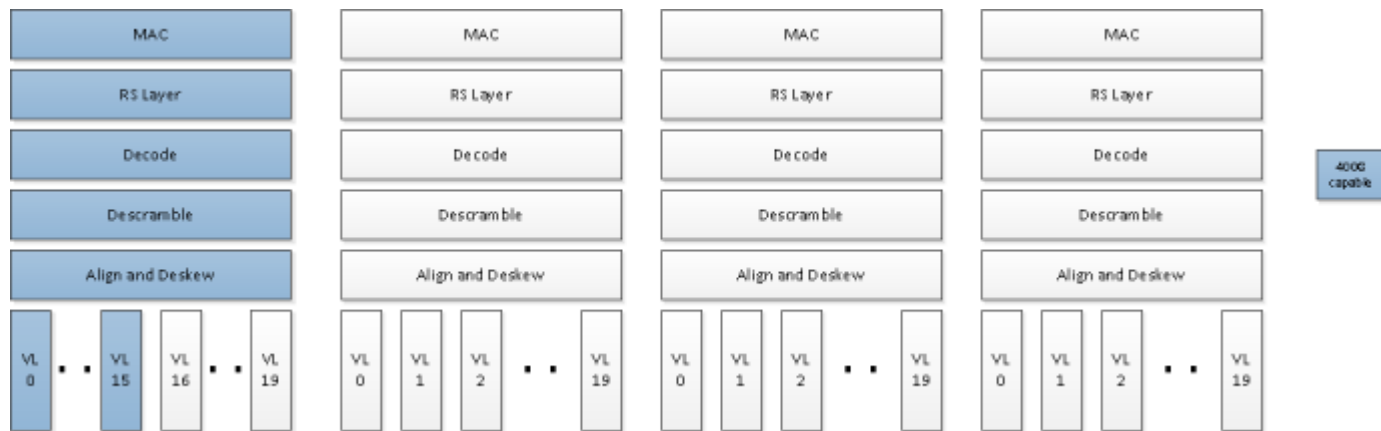 MAC MAC MAC MAC
RS Layer RS Layer RS Layer RS Layer
Decode Decode Decode Decode
400G
capable
Descramble Descramble Descramble Descramble
Align and Deskew Align and Deskew Align and Deskew Align and Deskew
VL VL VL VL VL VL VL VL VL VL VL VL VL VL VL VL
0 15 16 19 0 1 2 19 0 1 2 19 0 1 2 19